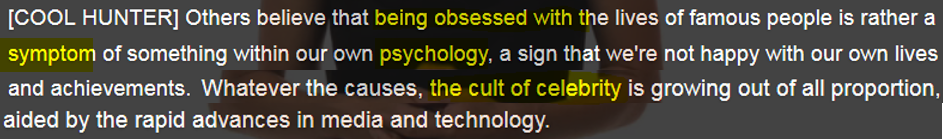 [COOL HUNTER] Others believe that being obsessed with the lives of famous people is rather a
symptom of something within our own psychology, a sign that we're not happy with our own lives
and achievements.  Whatever the causes, the cult of celebrity is growing out of all proportion,
aided by the rapid advances in media and technology.